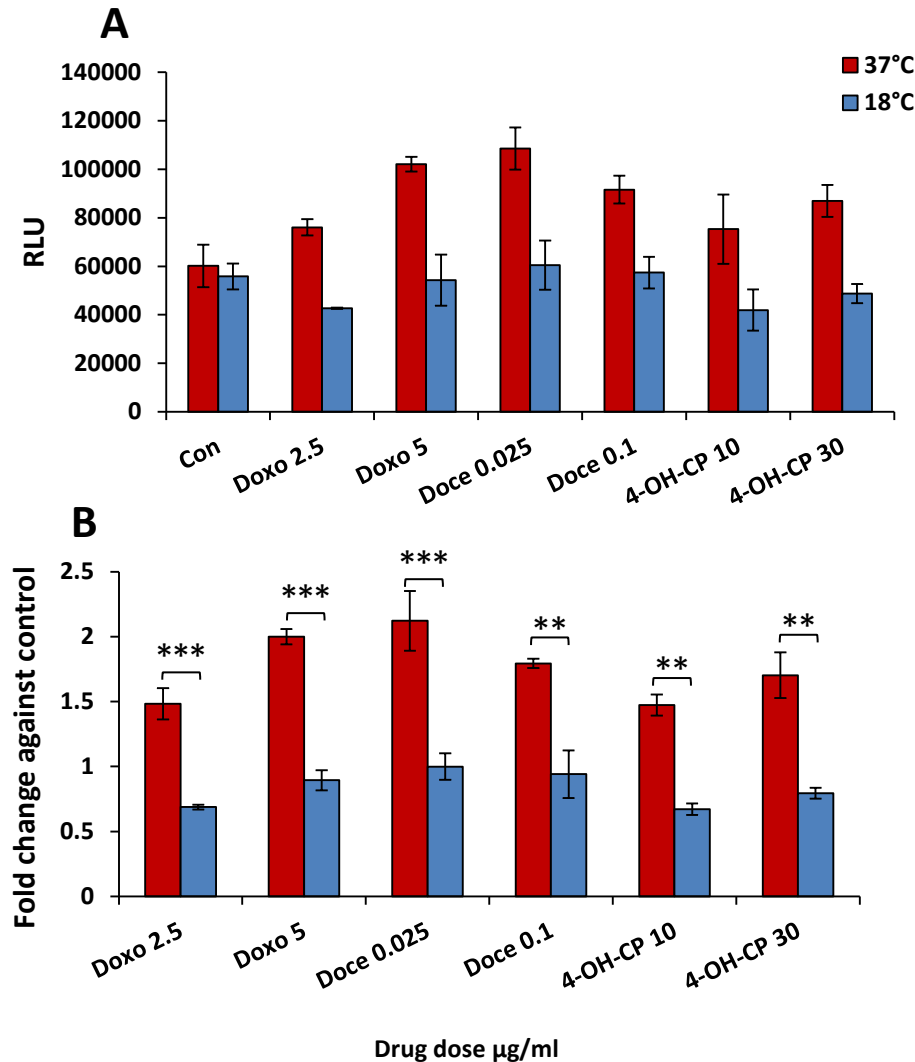 A
37°C
18°C
RLU
140000
120000
100000
80000
60000
40000
20000
0
Con
Doxo 2.5
Doxo 5
Doce 0.025
Doce 0.1
4-OH-CP 10
4-OH-CP 30
B
Fold change against control
2.5
2
1.5
1
0.5
0
***
***
***
**
**
**
Doxo 2.5
Doxo 5
Doce 0.025
Doce 0.1
4-OH-CP 10
4-OH-CP 30
Drug dose µg/ml